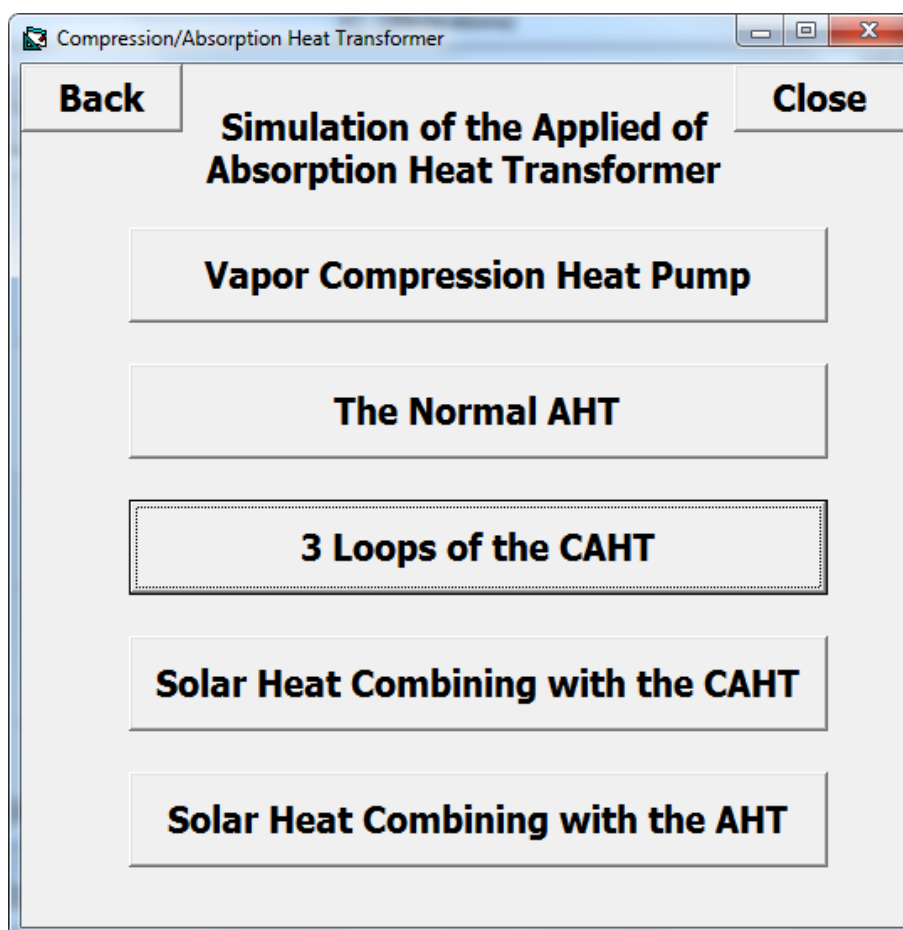 Compression/Absorption Heat Transformer
Back
Close
Simulation of the Applied of
Absorption Heat Transformer
Vapor Compression Heat Pump
The Normal AHT
3 Loops of the CAHT
Solar Heat Combining with the CAHT
Solar Heat Combining with the AHT